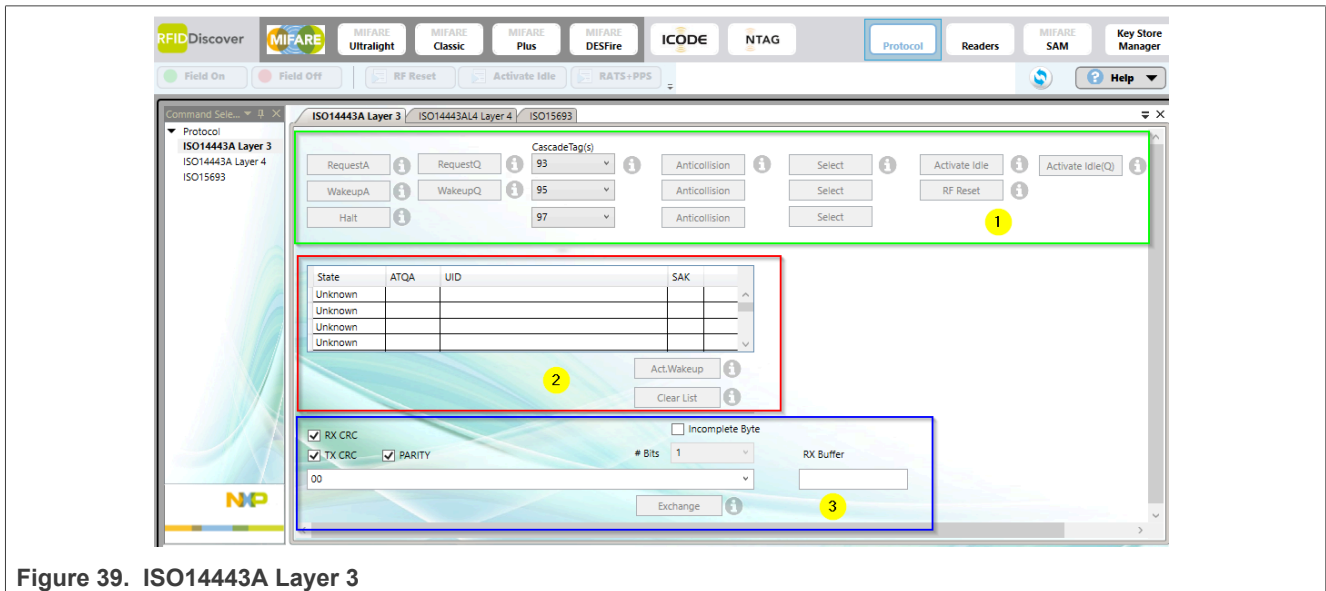 RFIDDiscover MIFARE MIFARE Ultralight MIFARE Classic MIFARE Plus MIFARE DESFire ICODE NTAG Protocol Readers MIFARE SAM Key Store Manager
Field On Field Off RF Reset Activate Idle RATS+PPS Help
Command Sele... ISO14443A Layer 3 ISO14443AL4 Layer 4 ISO15693
Protocol
ISO14443A Layer 3
ISO14443A Layer 4
ISO15693
CascadeTag(s)
RequestA RequestQ 93 Anticollision Select Activate Idle Activate Idle(Q)
WakeupA WakeupQ 95 Anticollision Select RF Reset
Halt 97 Anticollision Select 1
State ATQA UID SAK
Unknown
Unknown
Unknown
Unknown
Act.Wakeup
2
Clear List
Incomplete Byte
RX CRC
TX CRC PARITY # Bits 1 RX Buffer
00
Exchange 3
NXP
Figure 39. ISO14443A Layer 3